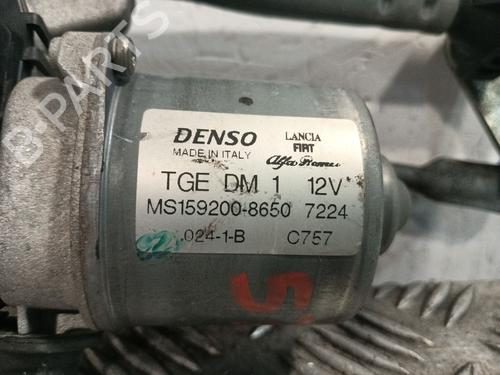 B-PARTS
DENSO
MADE IN ITALY
LANCIA
FIAT
Alfa Romeo
TGE DM 1 12V
MS159200-8650 7224
024-1-B C757
S